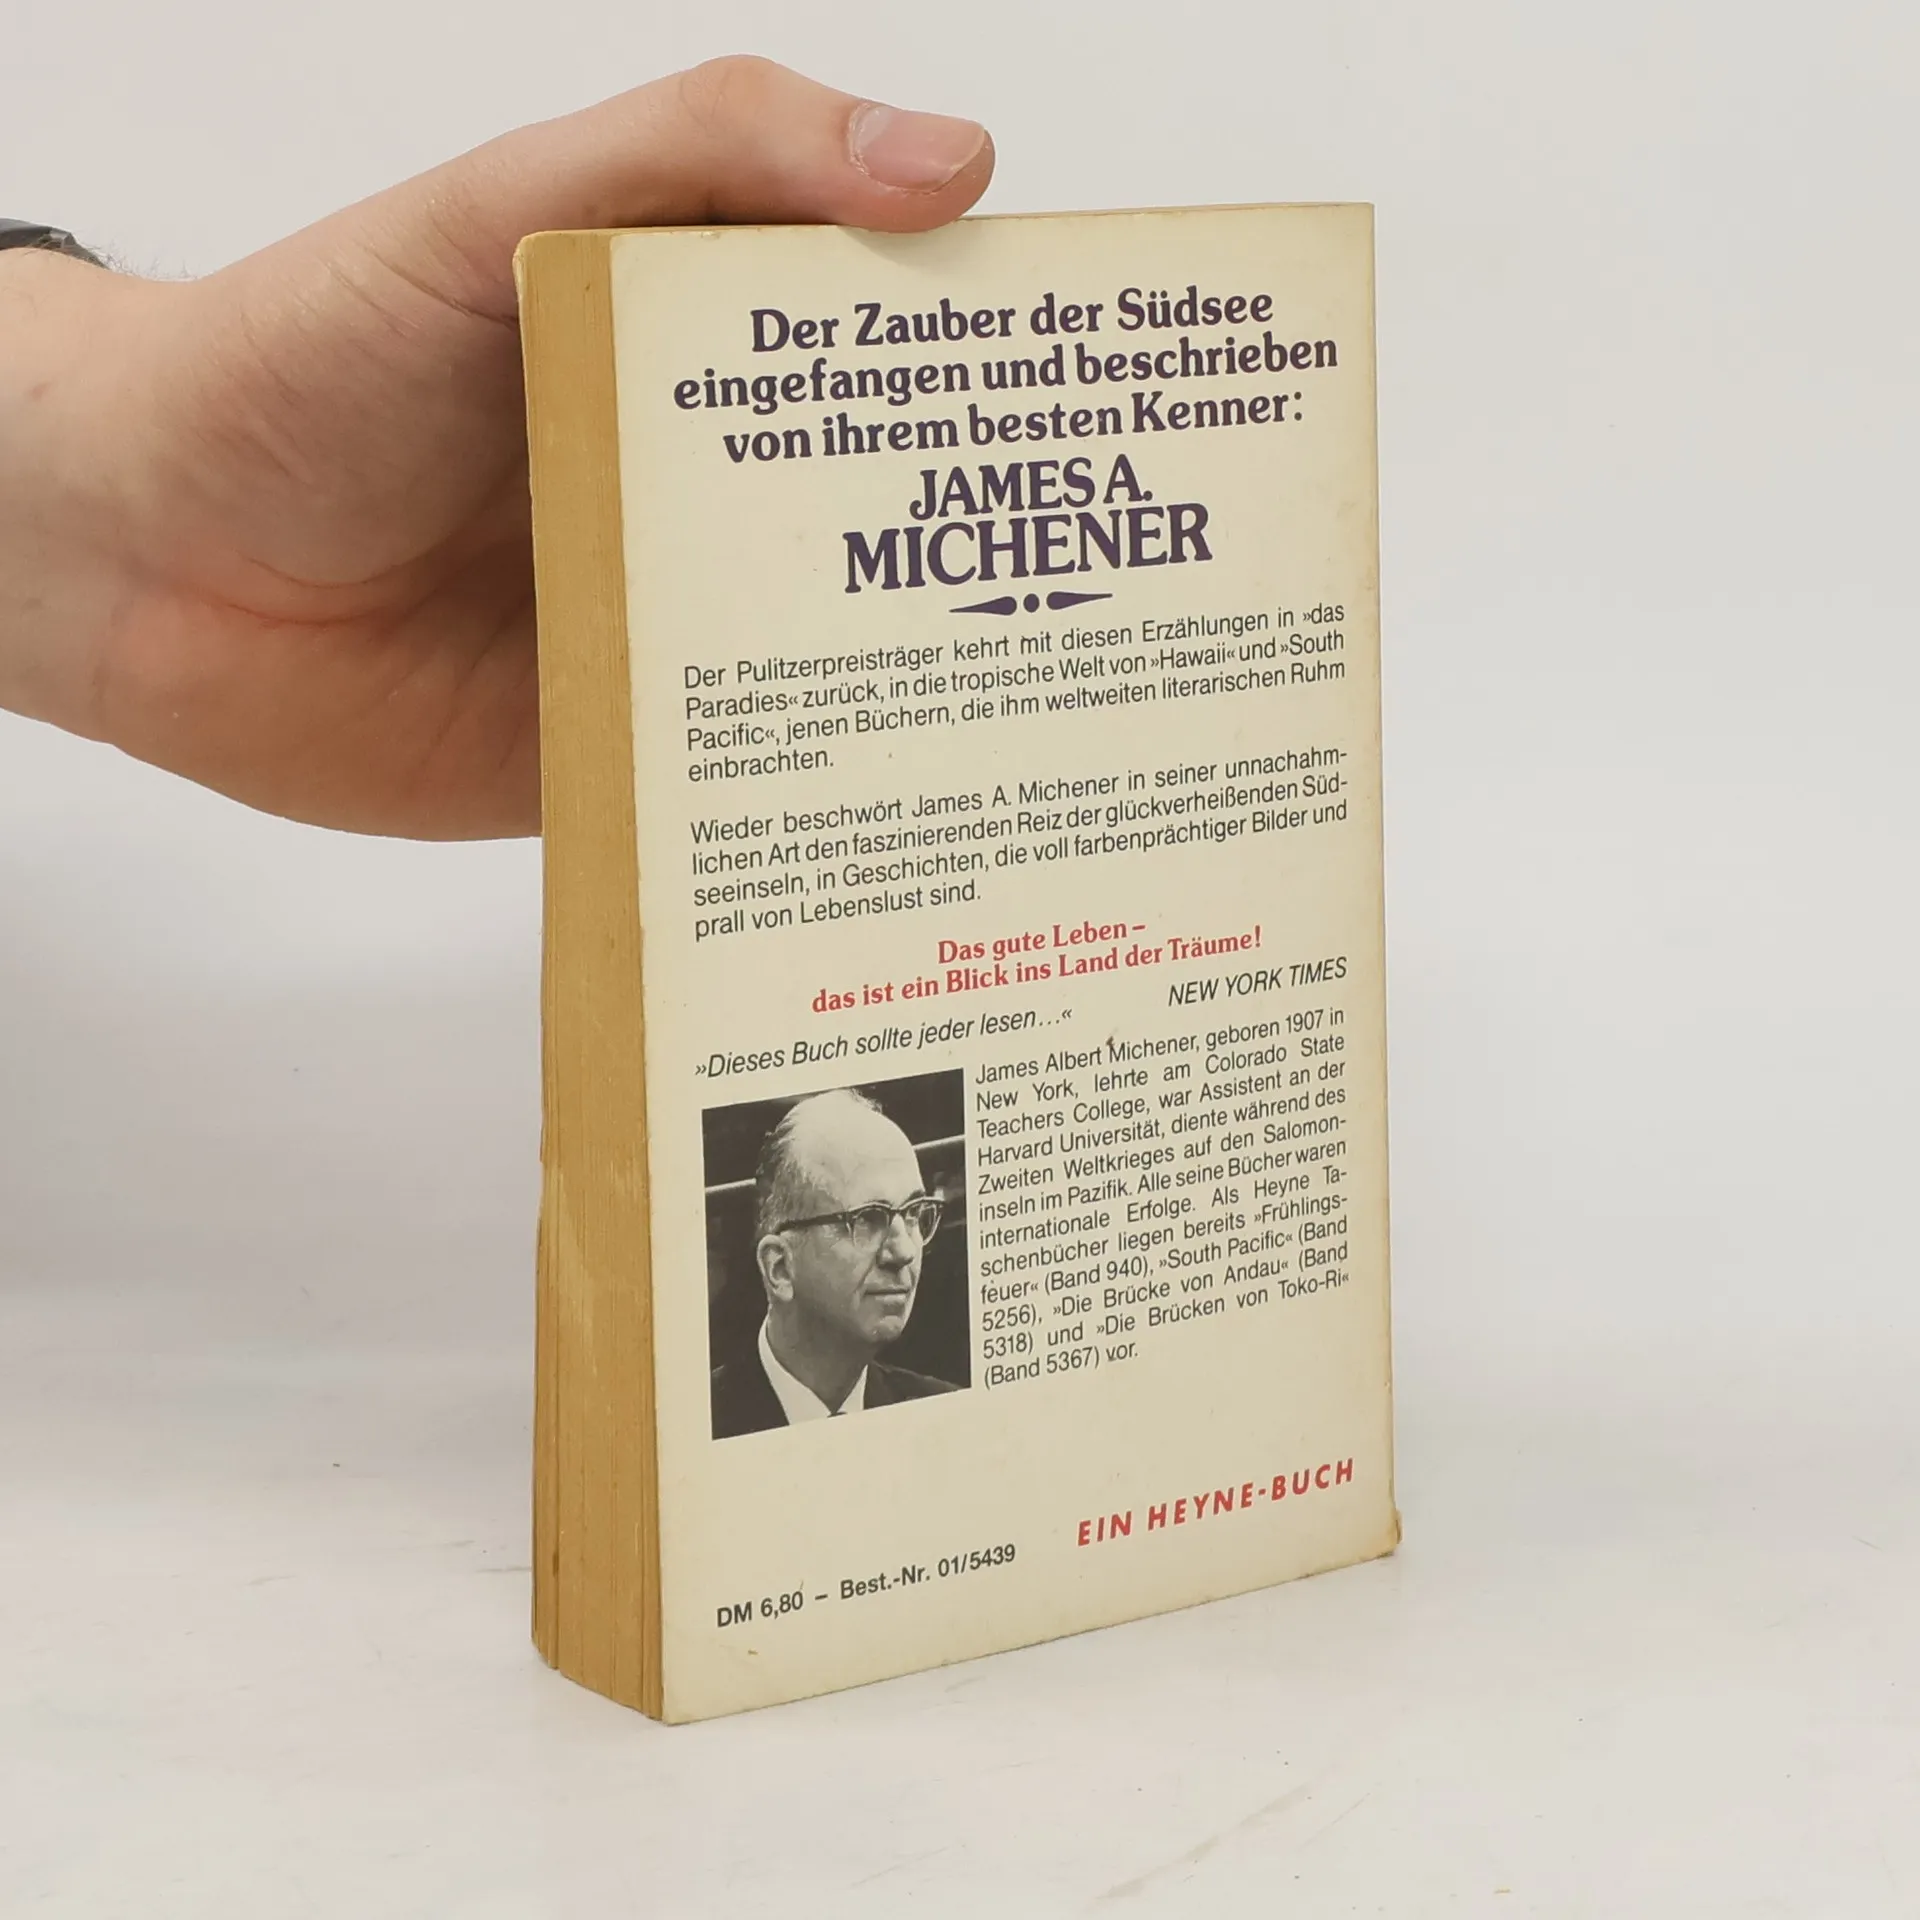 Der Zauber der Südsee
eingefangen und beschrieben
von ihrem besten Kenner:
JAMES A.
MICHENER
Der Pulitzerpreisträger kehrt mit diesen Erzählungen in »das
Paradies« zurück, in die tropische Welt von »Hawaii« und »South
Pacific«, jenen Büchern, die ihm weltweiten literarischen Ruhm
einbrachten.
Wieder beschwört James A. Michener in seiner unnachahm-
lichen Art den faszinierenden Reiz der glückverheißenden Süd-
seeinseln, in Geschichten, die voll farbenprächtiger Bilder und
prall von Lebenslust sind.
Das gute Leben –
das ist ein Blick ins Land der Träume!
»Dieses Buch sollte jeder lesen...«
NEW YORK TIMES
James Albert Michener, geboren 1907 in
New York, lehrte am Colorado State
Teachers College, war Assistent an der
Harvard Universität, diente während des
Zweiten Weltkrieges auf den Salomon-
inseln im Pazifik. Alle seine Bücher waren
internationale Erfolge. Als Heyne Ta-
schenbücher liegen bereits »Frühlings-
feuer« (Band 940), »South Pacific« (Band
5256), »Die Brücke von Andau« (Band
5318) und »Die Brücken von Toko-Ri«
(Band 5367) vor.
EIN HEYNE-BUCH
DM 6,80 – Best.-Nr. 01/5439